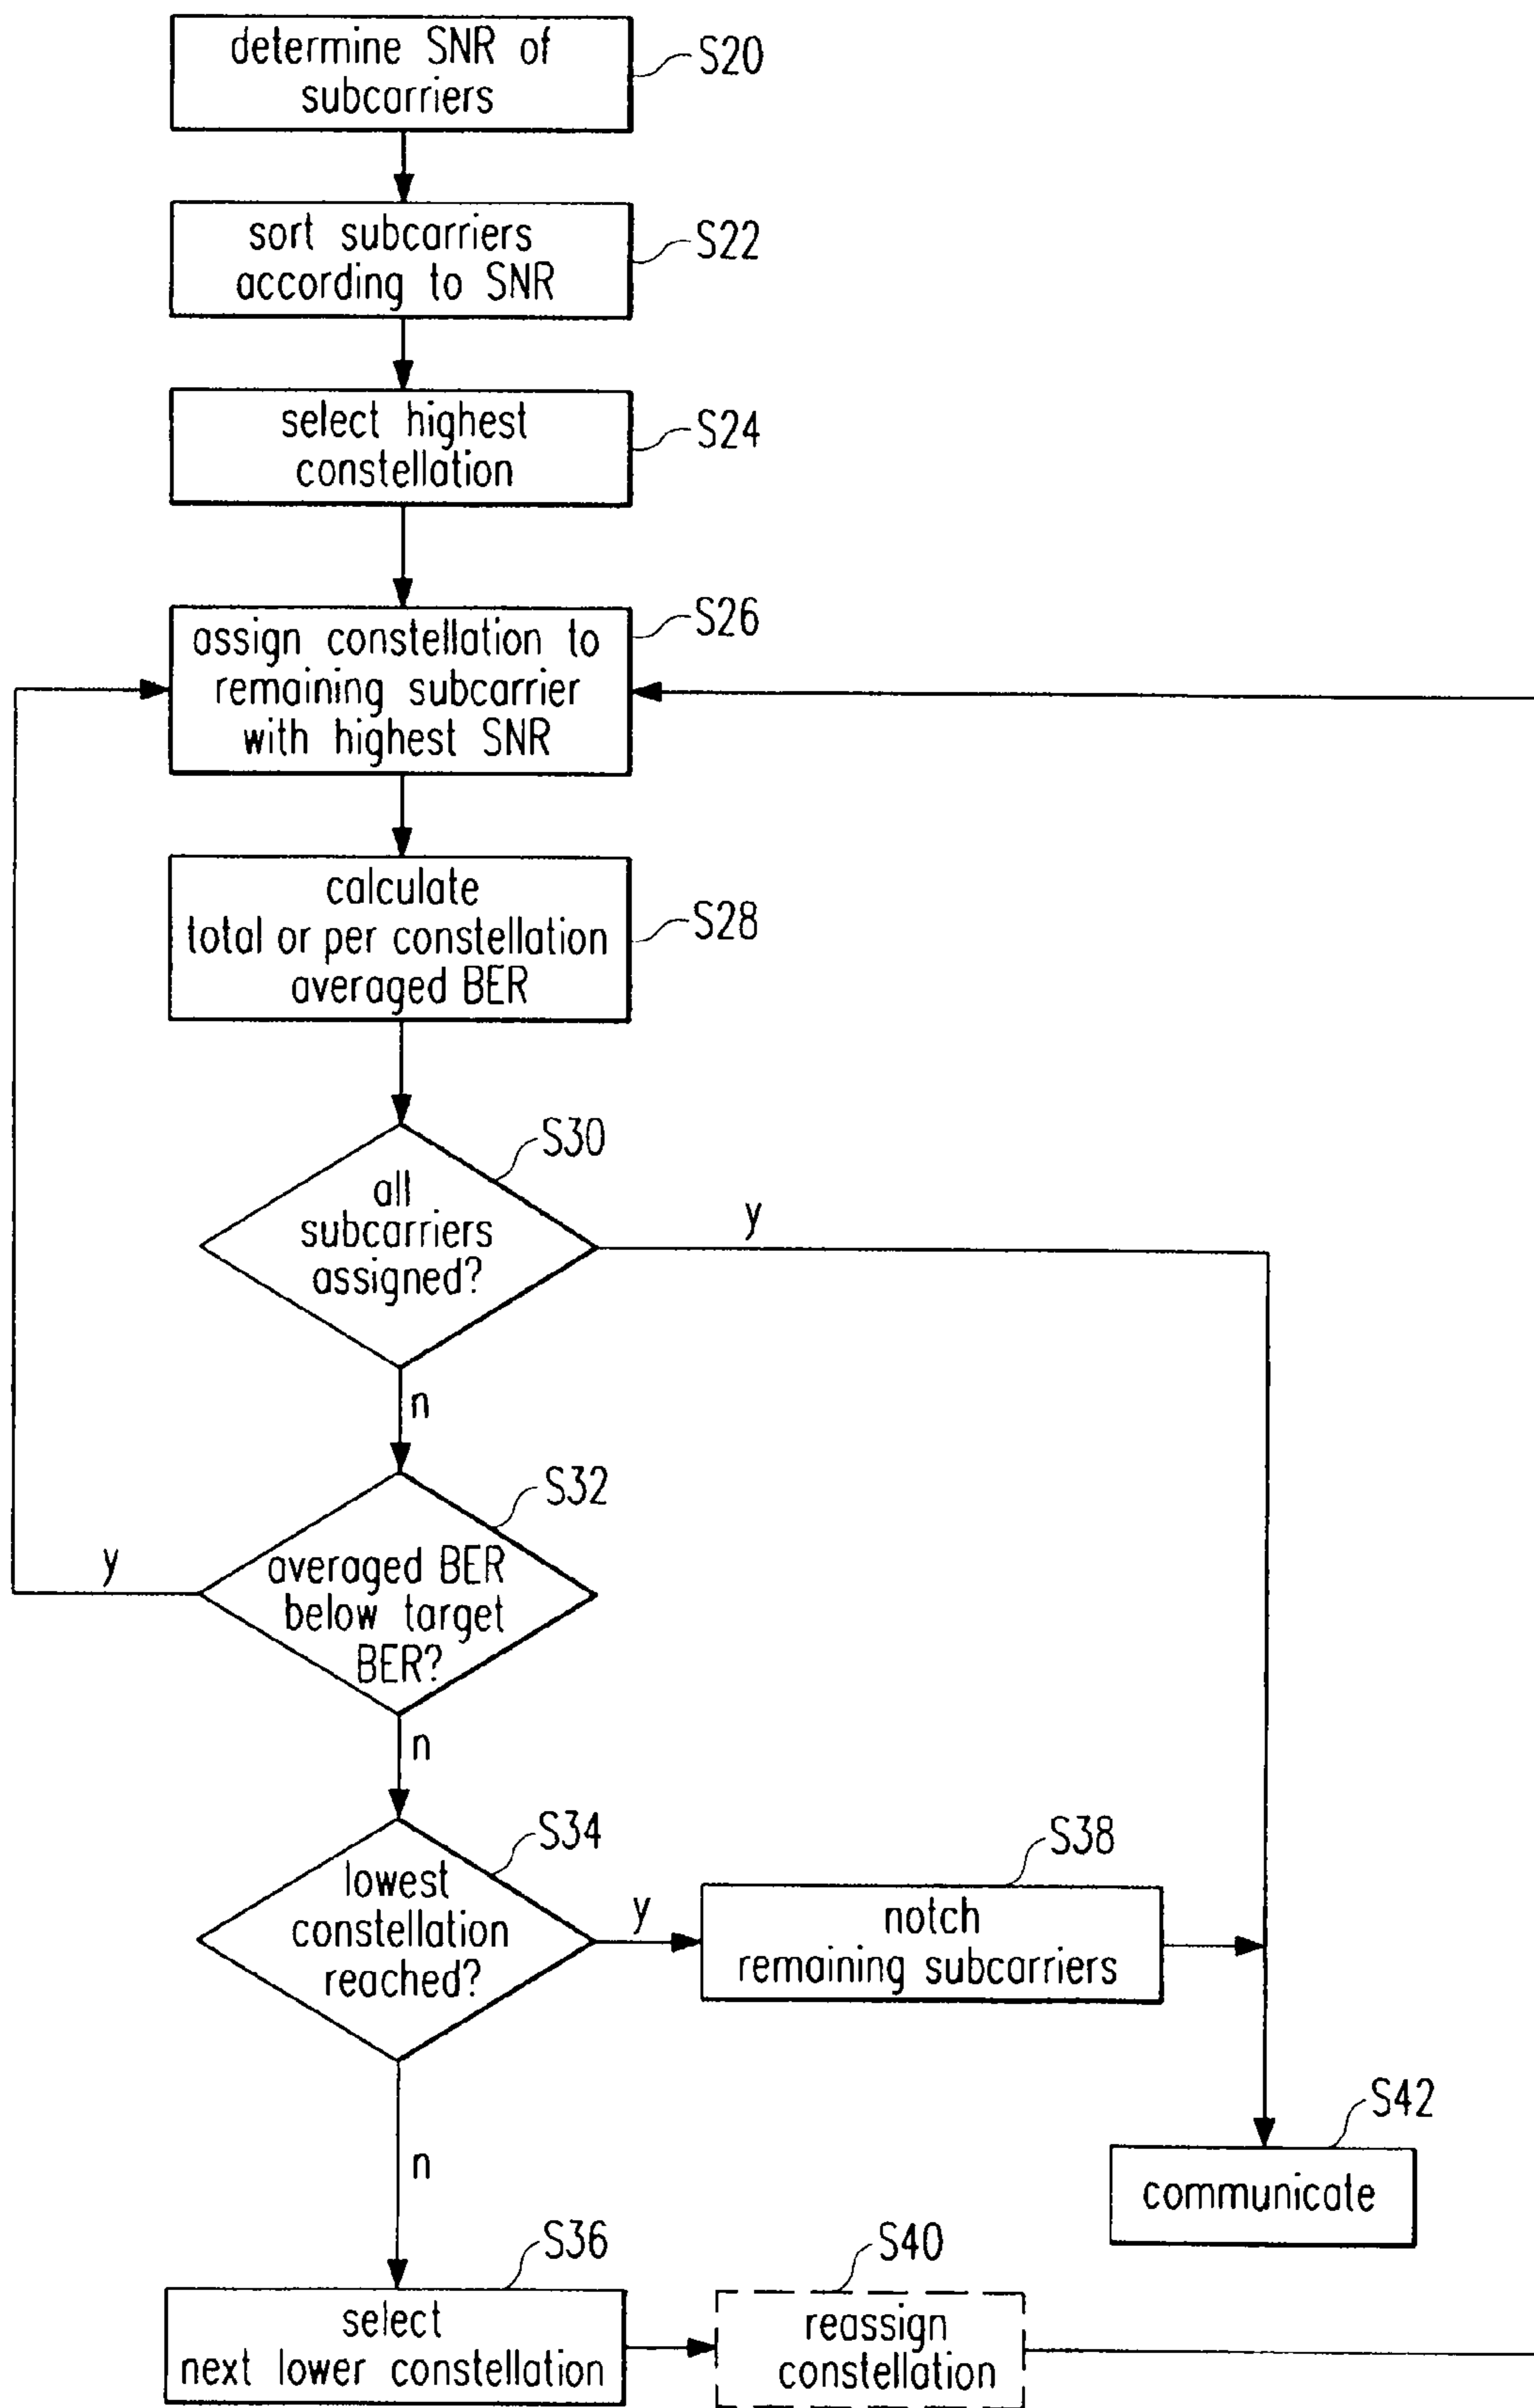 determine SNR of
subcarriers
S20
sort subcarriers
according to SNR
S22
select highest
constellation
S24
assign constellation to
remaining subcarrier
with highest SNR
S26
calculate
total or per constellation
averaged BER
S28
all
subcarriers
assigned?
S30
y
n
averaged BER
below target
BER?
S32
y
n
lowest
constellation
reached?
S34
y
notch
remaining subcarriers
S38
n
communicate
S42
select
next lower constellation
S36
reassign
constellation
S40